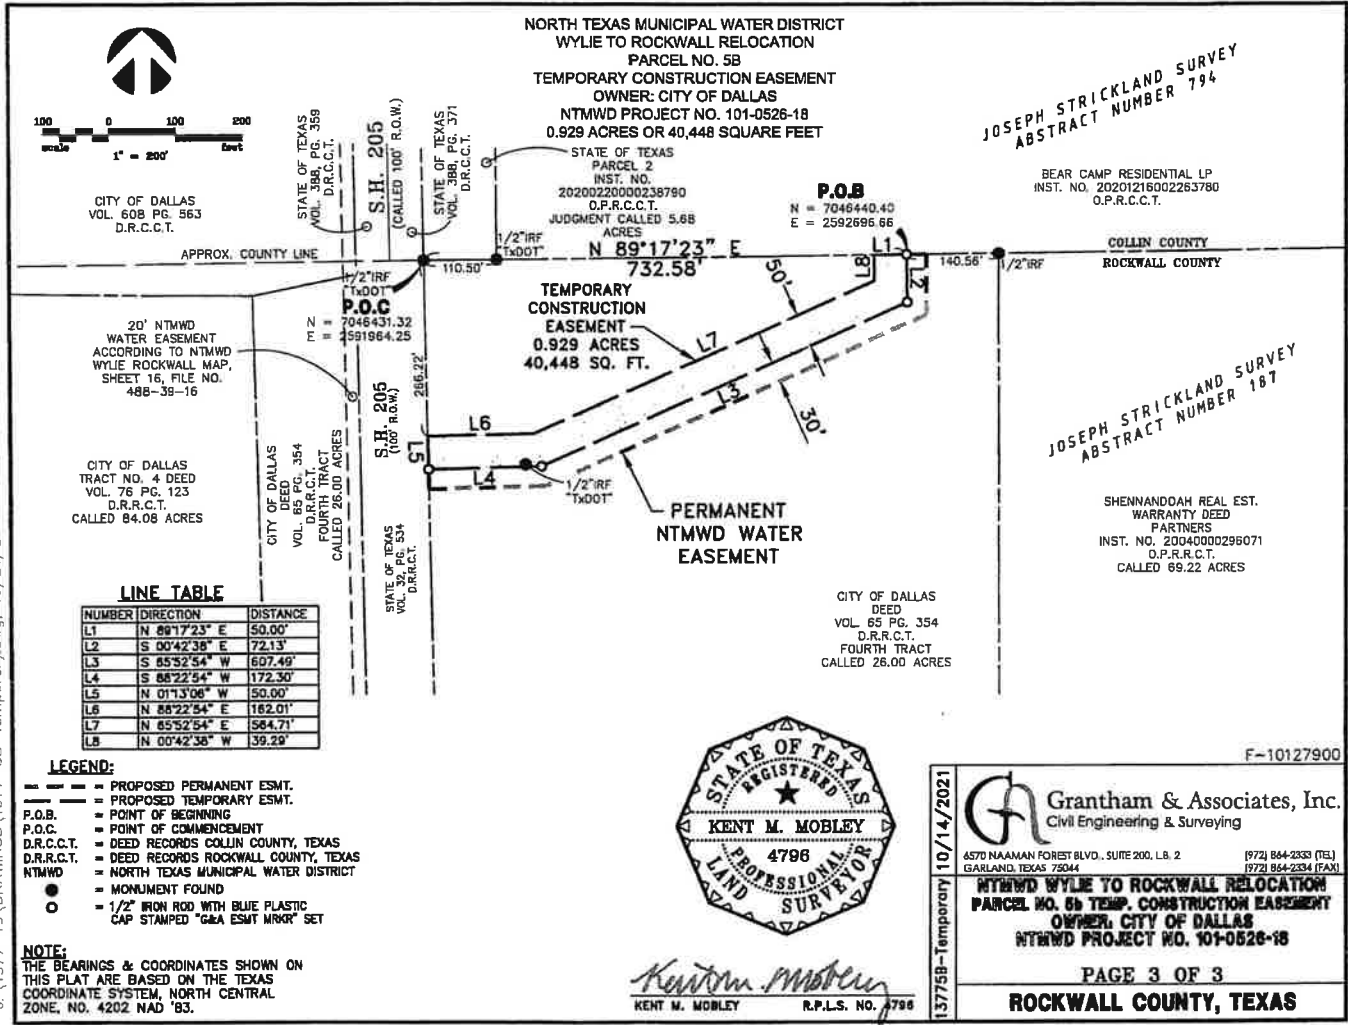 NORTH TEXAS MUNICIPAL WATER DISTRICT
WYLIE TO ROCKWALL RELOCATION
PARCEL NO. 5B
TEMPORARY CONSTRUCTION EASEMENT
OWNER: CITY OF DALLAS
NTMWD PROJECT NO. 101-0526-18
0.929 ACRES OR 40,448 SQUARE FEET
100 0 100 200
scale feet
1" = 200'
CITY OF DALLAS
VOL. 608 PG. 563
D.R.C.C.T.
STATE OF TEXAS
VOL. 388, PG. 359
D.R.C.C.T.
S.H. 205
(CALLED 100' R.O.W.)
STATE OF TEXAS
VOL. 388, PG. 371
D.R.C.C.T.
STATE OF TEXAS
PARCEL 2
INST. NO.
20200220000238790
O.P.R.C.C.T.
JUDGMENT CALLED 5.68
ACRES
JOSEPH STRICKLAND SURVEY
ABSTRACT NUMBER 794
BEAR CAMP RESIDENTIAL LP
INST. NO. 20201216002263780
O.P.R.C.C.T.
P.O.B
N = 7046440.40
E = 2592696.66
APPROX. COUNTY LINE
1/2"IRF
"TxDOT"
N 89°17'23" E
732.58'
110.50'
L1
140.56'
1/2"IRF
COLLIN COUNTY
ROCKWALL COUNTY
1/2"IRF
"TxDOT"
P.O.C
N = 7046431.32
E = 2591964.25
L8
L2
50'
TEMPORARY
CONSTRUCTION
EASEMENT
0.929 ACRES
40,448 SQ. FT.
L7
20' NTMWD
WATER EASEMENT
ACCORDING TO NTMWD
WYLIE ROCKWALL MAP,
SHEET 16, FILE NO.
488-39-16
266.22'
S.H. 205
(100' R.O.W.)
L3
30'
L6
L5
L4
1/2"IRF
"TxDOT"
JOSEPH STRICKLAND SURVEY
ABSTRACT NUMBER 187
CITY OF DALLAS
TRACT NO. 4 DEED
VOL. 76 PG. 123
D.R.R.C.T.
CALLED 84.08 ACRES
CITY OF DALLAS
DEED
VOL. 65 PG. 354
D.R.R.C.T.
FOURTH TRACT
CALLED 26.00 ACRES
STATE OF TEXAS
VOL. 32, PG. 534
D.R.R.C.T.
PERMANENT
NTMWD WATER
EASEMENT
SHENNANDOAH REAL EST.
WARRANTY DEED
PARTNERS
INST. NO. 20040000296071
O.P.R.R.C.T.
CALLED 69.22 ACRES
CITY OF DALLAS
DEED
VOL. 65 PG. 354
D.R.R.C.T.
FOURTH TRACT
CALLED 26.00 ACRES
LINE TABLE
NUMBER DIRECTION DISTANCE
L1 N 89°17'23" E 50.00'
L2 S 00°42'38" E 72.13'
L3 S 65°52'54" W 607.49'
L4 S 88°22'54" W 172.30'
L5 N 01°13'06" W 50.00'
L6 N 88°22'54" E 162.01'
L7 N 65°52'54" E 564.71'
L8 N 00°42'38" W 39.29'
LEGEND:
= PROPOSED PERMANENT ESMT.
= PROPOSED TEMPORARY ESMT.
P.O.B. = POINT OF BEGINNING
P.O.C. = POINT OF COMMENCEMENT
D.R.C.C.T. = DEED RECORDS COLLIN COUNTY, TEXAS
D.R.R.C.T. = DEED RECORDS ROCKWALL COUNTY, TEXAS
NTMWD = NORTH TEXAS MUNICIPAL WATER DISTRICT
= MONUMENT FOUND
= 1/2" IRON ROD WITH BLUE PLASTIC
CAP STAMPED "G&A ESMT MRKR" SET
NOTE:
THE BEARINGS & COORDINATES SHOWN ON
THIS PLAT ARE BASED ON THE TEXAS
COORDINATE SYSTEM, NORTH CENTRAL
ZONE, NO. 4202 NAD '83.
STATE OF TEXAS
REGISTERED
KENT M. MOBLEY
4796
PROFESSIONAL
LAND SURVEYOR
Kent M. Mobley
KENT M. MOBLEY R.P.L.S. NO. 4796
F-10127900
13775B-Temporary 10/14/2021
GA
Grantham & Associates, Inc.
Civil Engineering & Surveying
6570 NAAMAN FOREST BLVD., SUITE 200, L.B. 2 (972) 864-2333 (TEL)
GARLAND, TEXAS 75044 (972) 864-2334 (FAX)
NTMWD WYLIE TO ROCKWALL RELOCATION
PARCEL NO. 5b TEMP. CONSTRUCTION EASEMENT
OWNER: CITY OF DALLAS
NTMWD PROJECT NO. 101-0526-18
PAGE 3 OF 3
ROCKWALL COUNTY, TEXAS